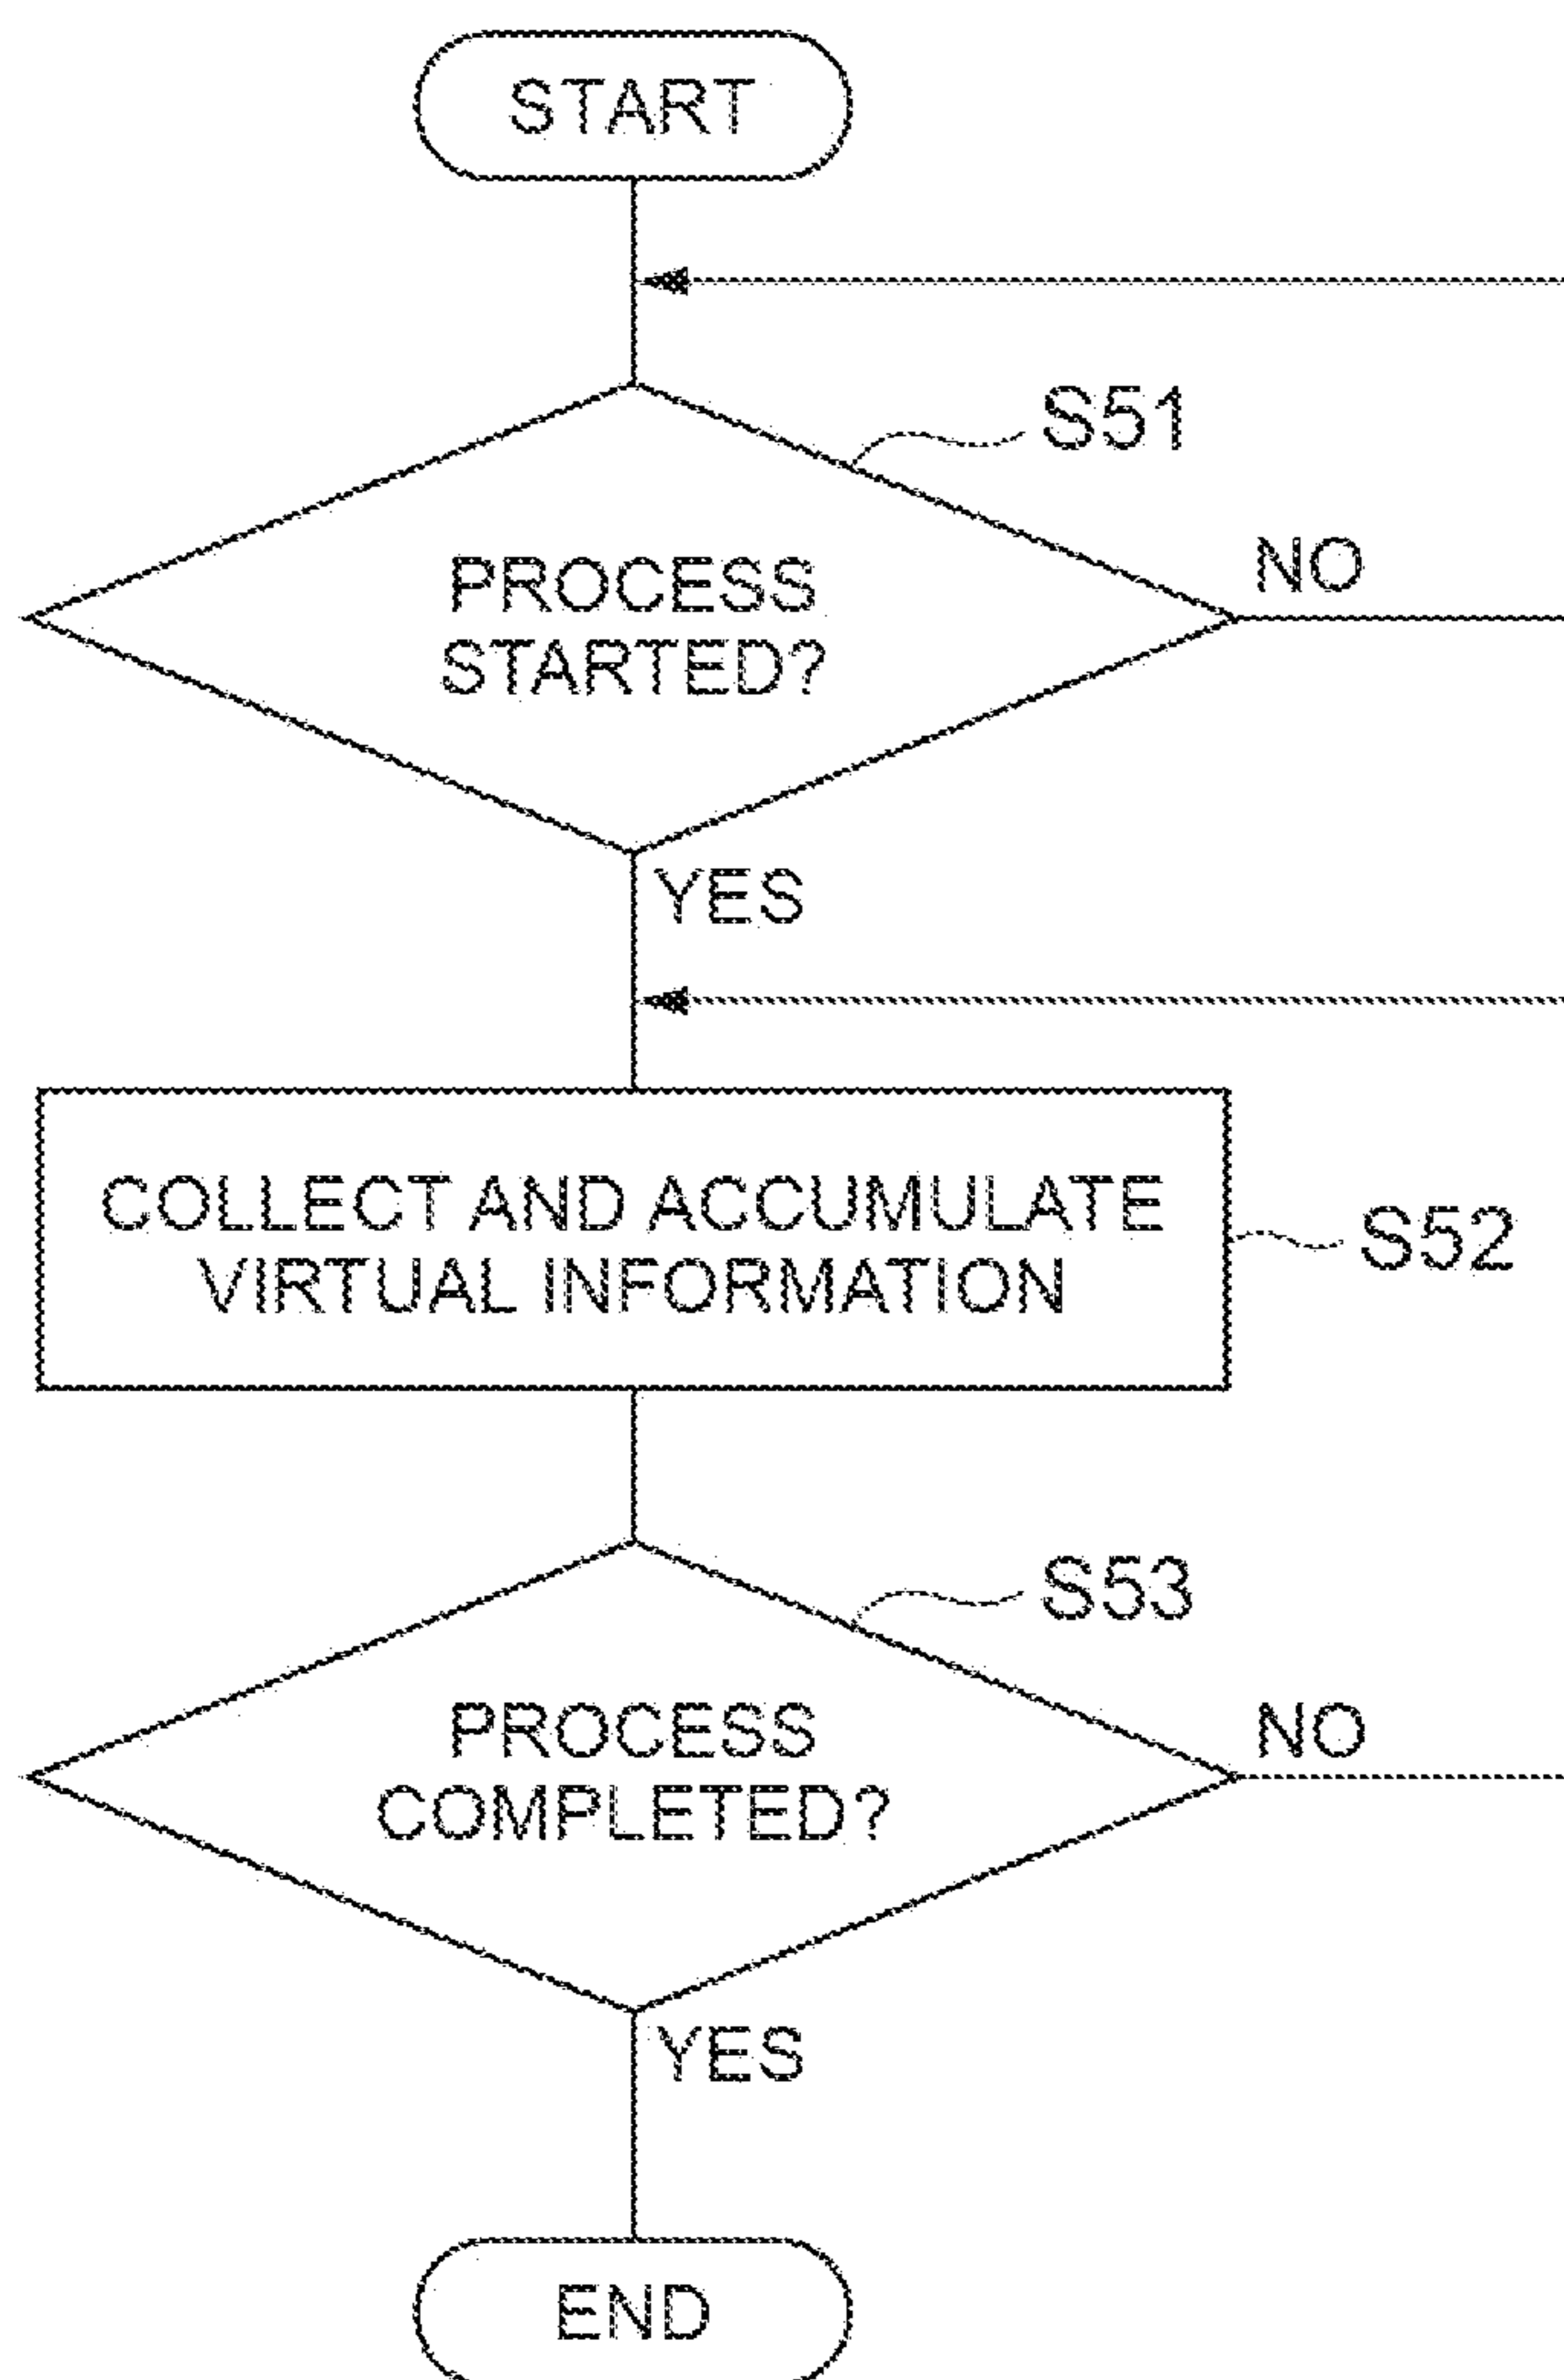 START
S51
NO
PROCESS
STARTED?
YES
COLLECT AND ACCUMULATE
VIRTUAL INFORMATION
S52
S53
NO
PROCESS
COMPLETED?
YES
END